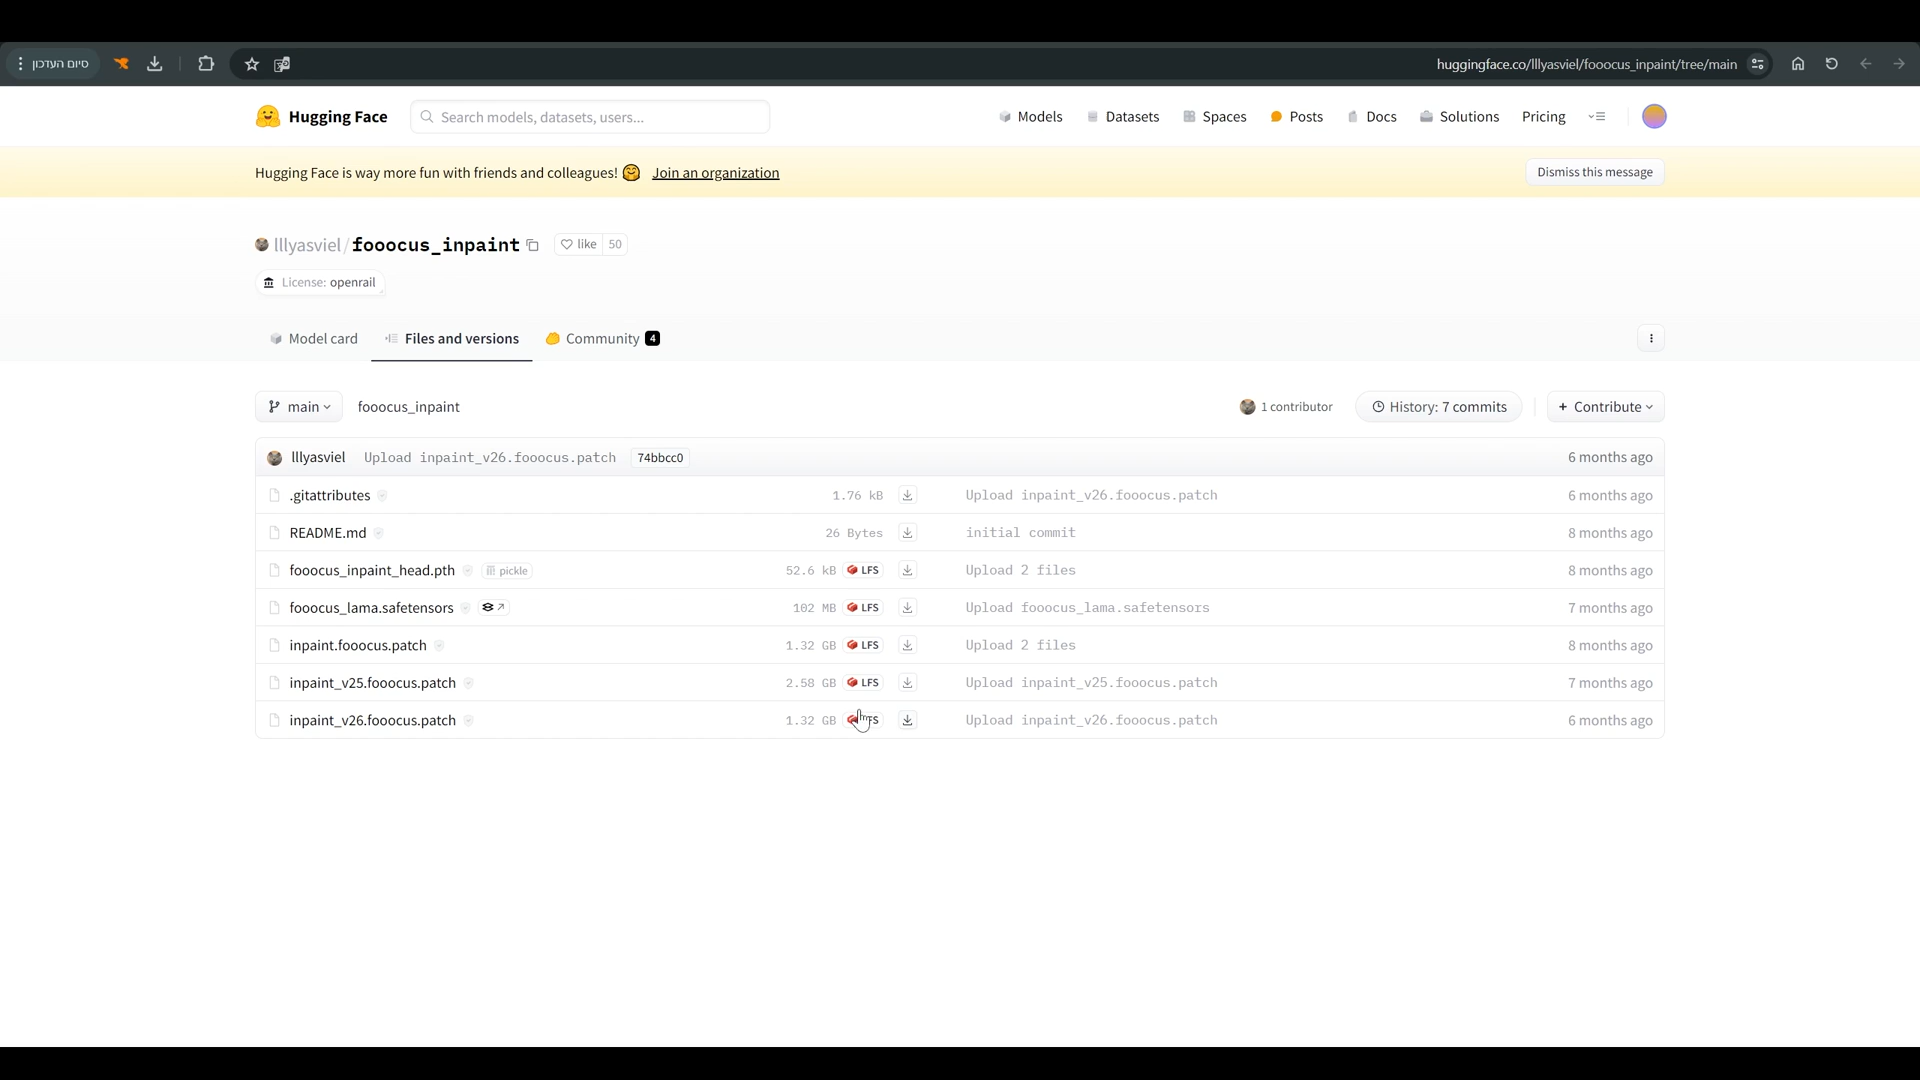 סיום העדכון
huggingface.co/lllyasviel/fooocus_inpaint/tree/main
Hugging Face
Search models, datasets, users...
Models
Datasets
Spaces
Posts
Docs
Solutions
Pricing
Hugging Face is way more fun with friends and colleagues! 🤗 Join an organization
Dismiss this message
lllyasviel/fooocus_inpaint
like 50
License: openrail
Model card
Files and versions
Community 4
main
fooocus_inpaint
1 contributor
History: 7 commits
+ Contribute
lllyasviel Upload inpaint_v26.fooocus.patch 74bbcc0 6 months ago
.gitattributes 1.76 kB Upload inpaint_v26.fooocus.patch 6 months ago
README.md 26 Bytes initial commit 8 months ago
fooocus_inpaint_head.pth pickle 52.6 kB LFS Upload 2 files 8 months ago
fooocus_lama.safetensors 102 MB LFS Upload fooocus_lama.safetensors 7 months ago
inpaint.fooocus.patch 1.32 GB LFS Upload 2 files 8 months ago
inpaint_v25.fooocus.patch 2.58 GB LFS Upload inpaint_v25.fooocus.patch 7 months ago
inpaint_v26.fooocus.patch 1.32 GB LFS Upload inpaint_v26.fooocus.patch 6 months ago